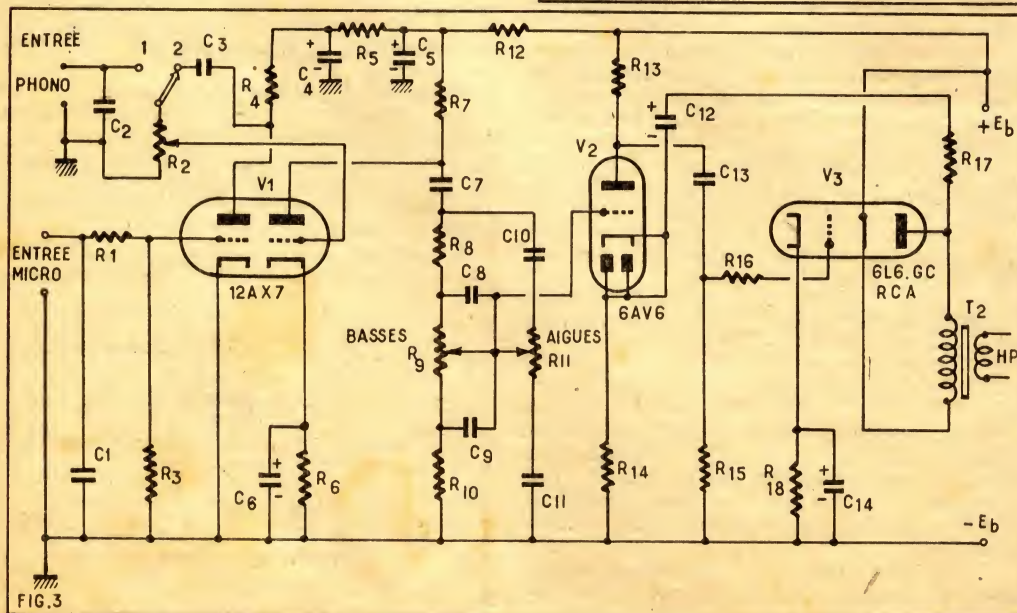 ENTREE
PHONO
1
2
C3
C2
R2
R4
C4
+
-
R5
+
-
C5
R12
R7
R13
C12
+
-
+ Eb
R17
V1
12AX7
ENTREE
MICRO
R1
C1
R3
C6
+
-
R6
C7
R8
C8
C10
BASSES
R9
AIGUES
R11
C9
R10
C11
V2
6AV6
C13
R14
R15
R16
V3
6L6.GC
RCA
T2
HP
R18
+
-
C14
- Eb
FIG.3